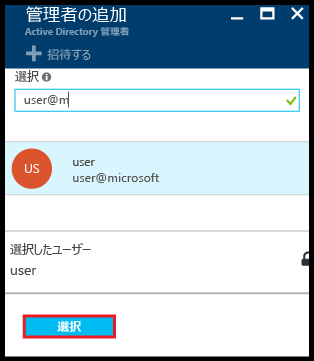 管理者の追加
Active Directory 管理者
招待する
選択
user@m
US
user
user@microsoft
選択したユーザー
user
選択